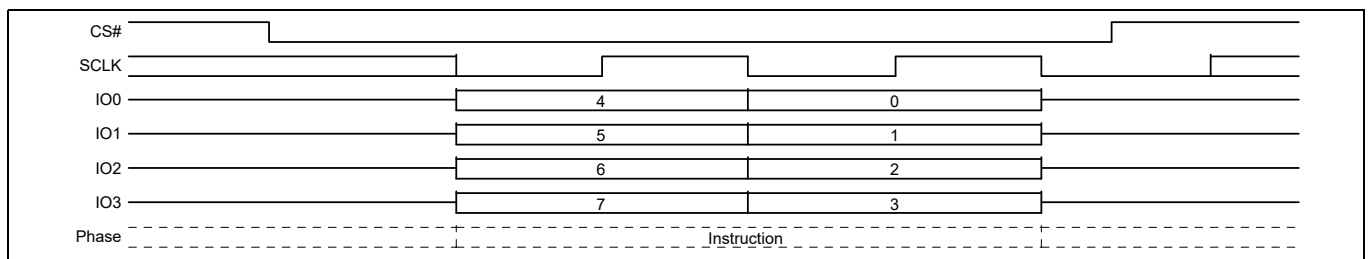 CS#
SCLK
IO0 4 0
IO1 5 1
IO2 6 2
IO3 7 3
Phase Instruction